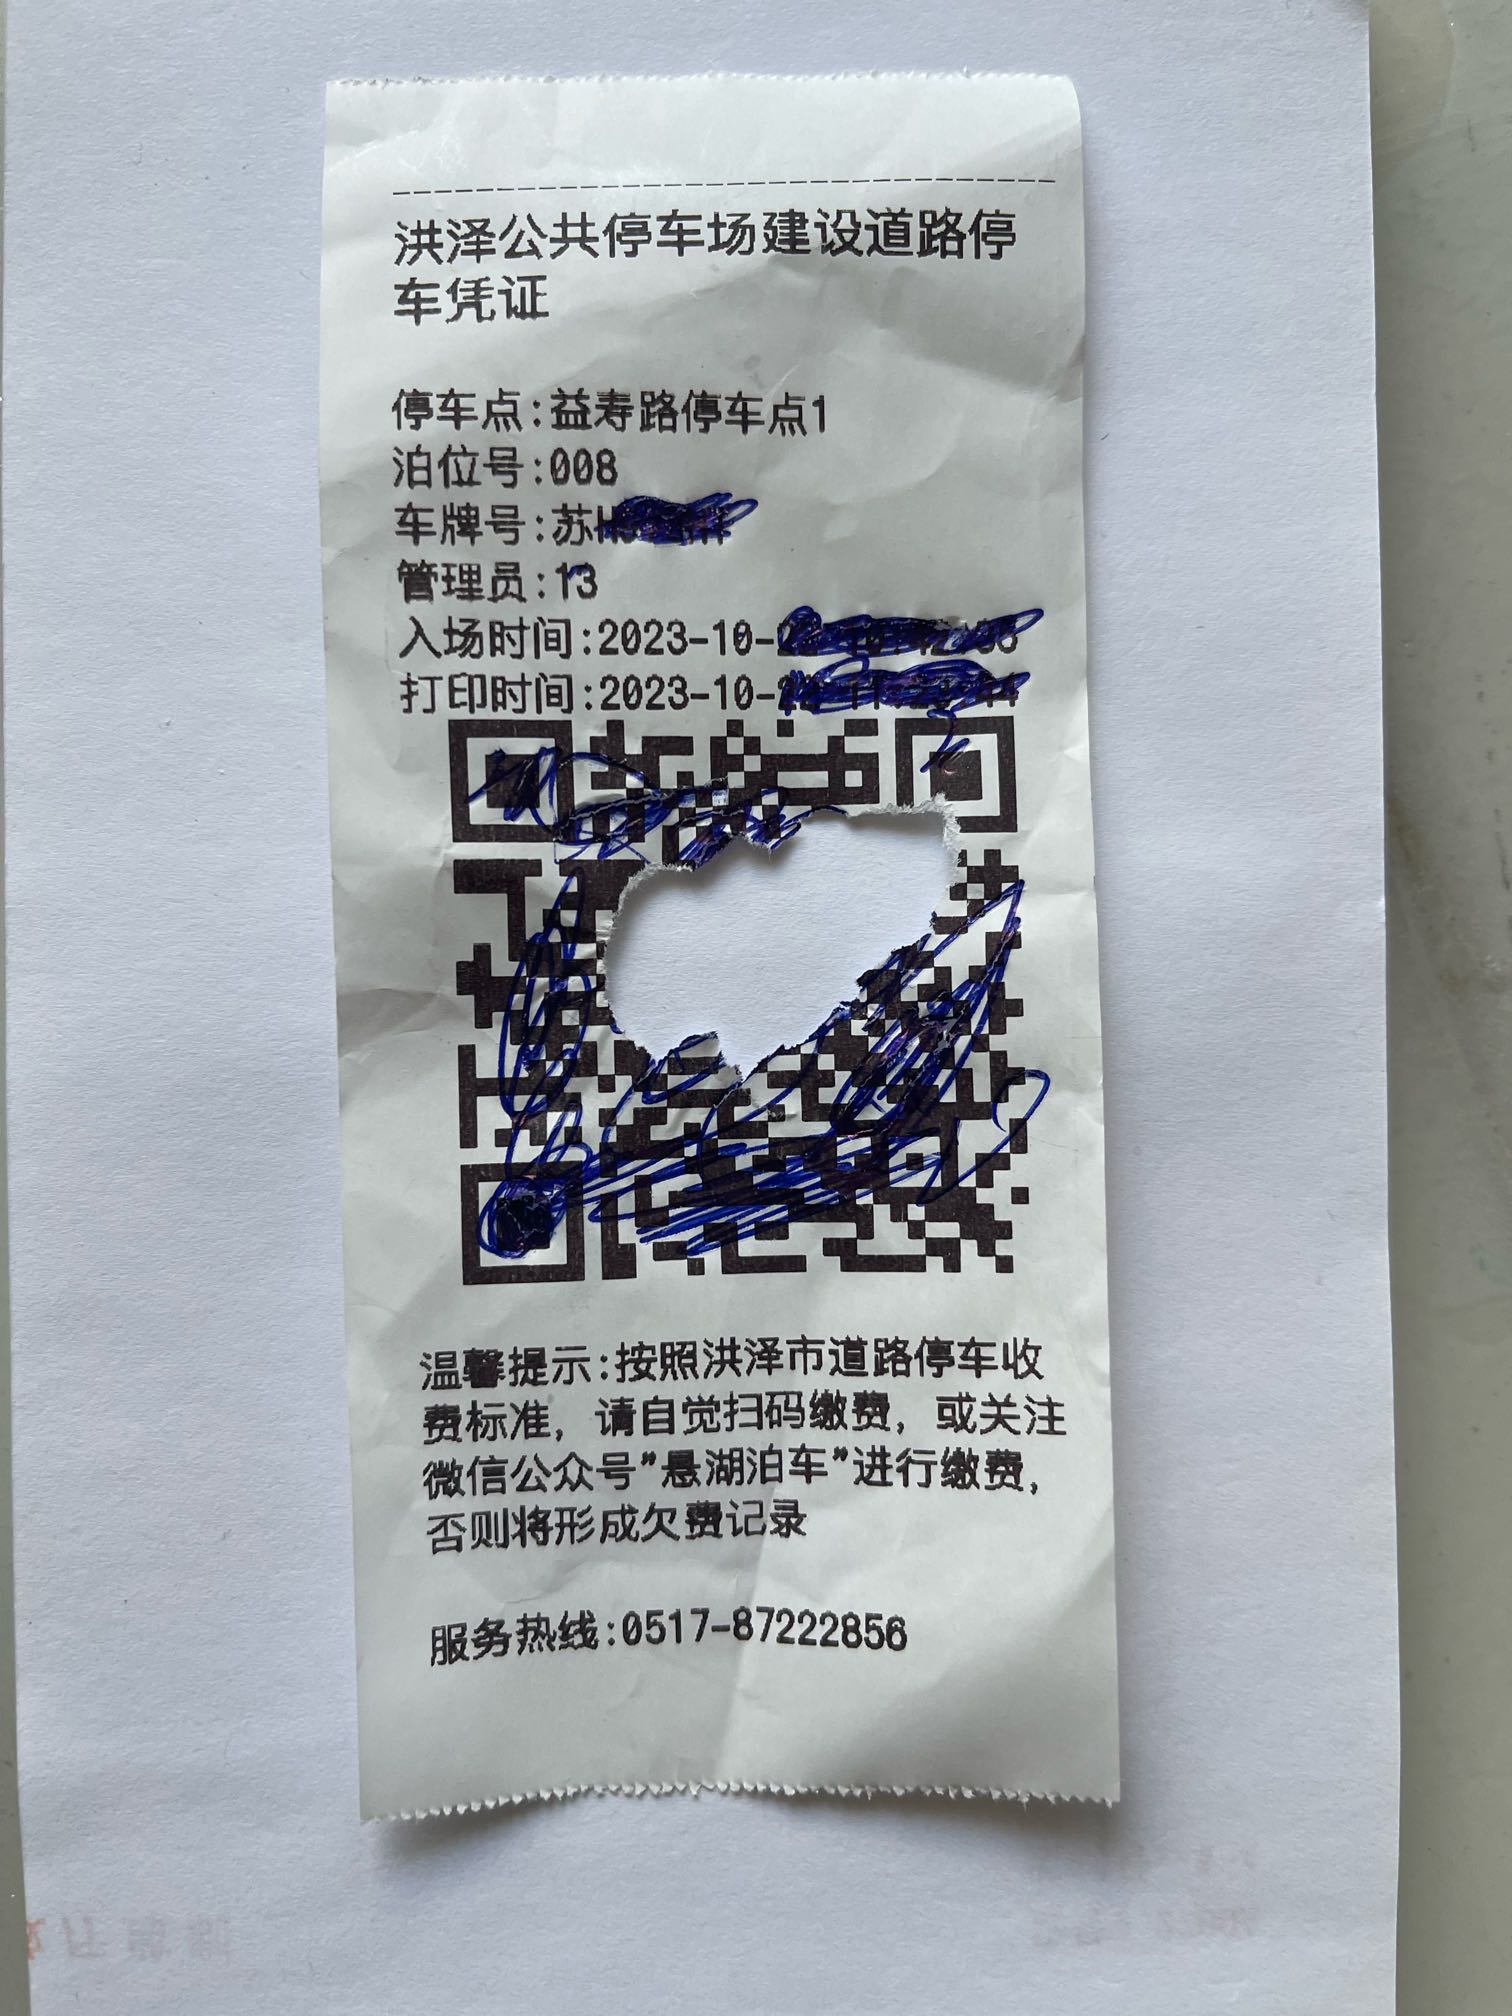 洪泽公共停车场建设道路停
车凭证
停车点:益寿路停车点1
泊位号:008
车牌号:苏
管理员:13
入场时间:2023-10-
打印时间:2023-10-
温馨提示:按照洪泽市道路停车收
费标准，请自觉扫码缴费，或关注
微信公众号"悬湖泊车"进行缴费，
否则将形成欠费记录
服务热线:0517-87222856